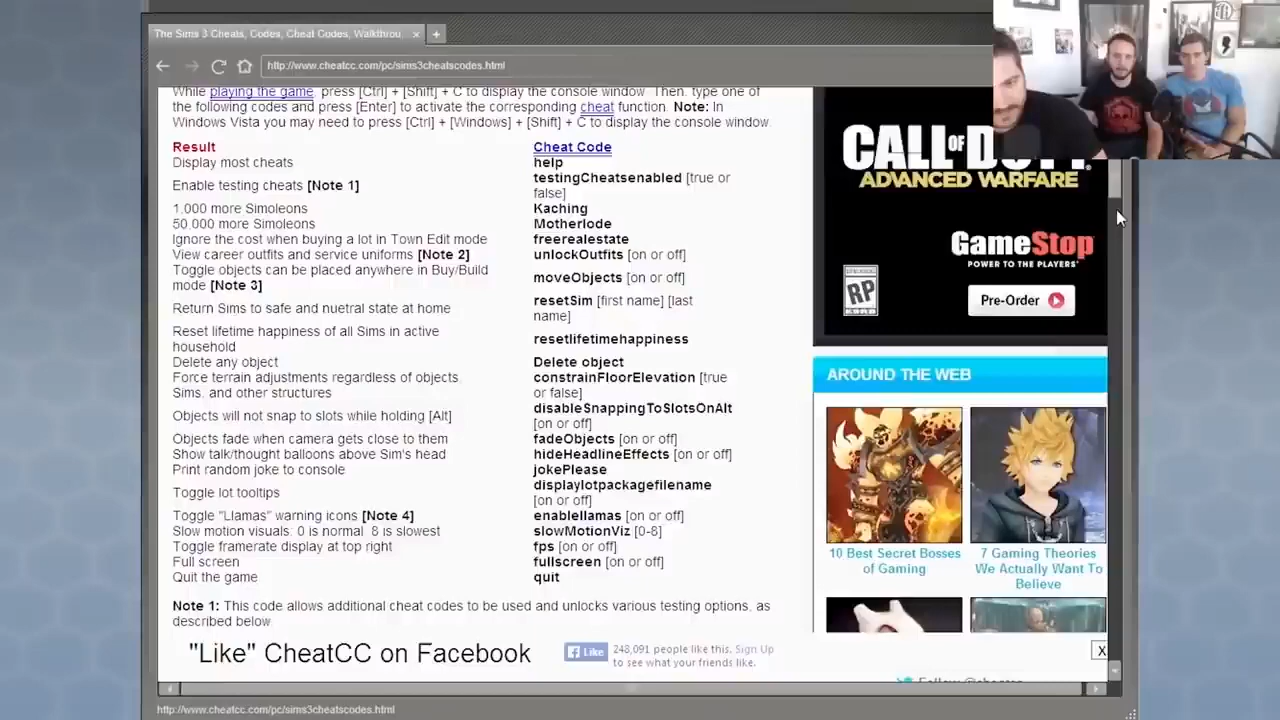 The Sims 3 Cheats, Codes, Cheat Codes, Walkthrou
http://www.cheatcc.com/pc/sims3cheatscodes.html
While playing the game, press [Ctrl] + [Shift] + C to display the console window. Then, type one of
the following codes and press [Enter] to activate the corresponding cheat function. Note: In
Windows Vista you may need to press [Ctrl] + [Windows] + [Shift] + C to display the console window.
Result Cheat Code
Display most cheats help
Enable testing cheats [Note 1] testingCheatsenabled [true or
false]
1,000 more Simoleons Kaching
50,000 more Simoleons Motherlode
Ignore the cost when buying a lot in Town Edit mode freerealestate
View career outfits and service uniforms [Note 2] unlockOutfits [on or off]
Toggle objects can be placed anywhere in Buy/Build
mode [Note 3] moveObjects [on or off]
Return Sims to safe and nuetral state at home resetSim [first name] [last
name]
Reset lifetime happiness of all Sims in active
household resetlifetimehappiness
Delete any object Delete object
Force terrain adjustments regardless of objects constrainFloorElevation [true
Sims, and other structures or false]
Objects will not snap to slots while holding [Alt] disableSnappingToSlotsOnAlt
[on or off]
Objects fade when camera gets close to them fadeObjects [on or off]
Show talk/thought balloons above Sim's head hideHeadlineEffects [on or off]
Print random joke to console jokePlease
Toggle lot tooltips displaylotpackagefilename
[on or off]
Toggle "Llamas" warning icons [Note 4] enablellamas [on or off]
Slow motion visuals: 0 is normal 8 is slowest slowMotionViz [0-8]
Toggle framerate display at top right fps [on or off]
Full screen fullscreen [on or off]
Quit the game quit
Note 1: This code allows additional cheat codes to be used and unlocks various testing options, as
described below
"Like" CheatCC on Facebook
Like
248,091 people like this. Sign Up
to see what your friends like.
X
http://www.cheatcc.com/pc/sims3cheatscodes.html
CALL OF
ADVANCED WARFARE
GameStop
POWER TO THE PLAYERS
RP
Pre-Order
AROUND THE WEB
10 Best Secret Bosses
of Gaming
7 Gaming Theories
We Actually Want To
Believe